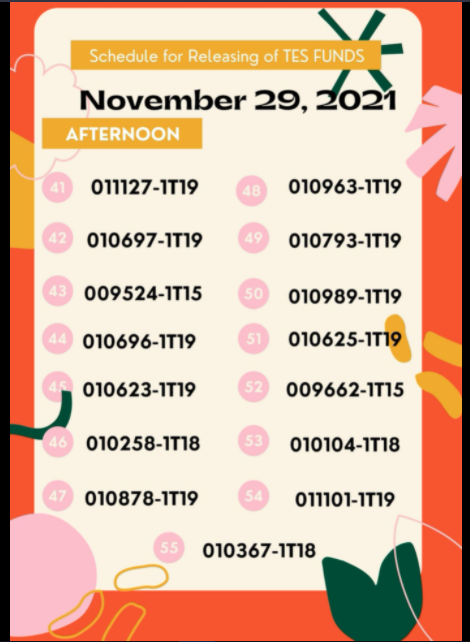 Schedule for Releasing of TES FUNDS
November 29, 2021
AFTERNOON
41 011127-1T19
42 010697-1T19
43 009524-1T15
44 010696-1T19
45 010623-1T19
46 010258-1T18
47 010878-1T19
48 010963-1T19
49 010793-1T19
50 010989-1T19
51 010625-1T19
52 009662-1T15
53 010104-1T18
54 011101-1T19
55 010367-1T18